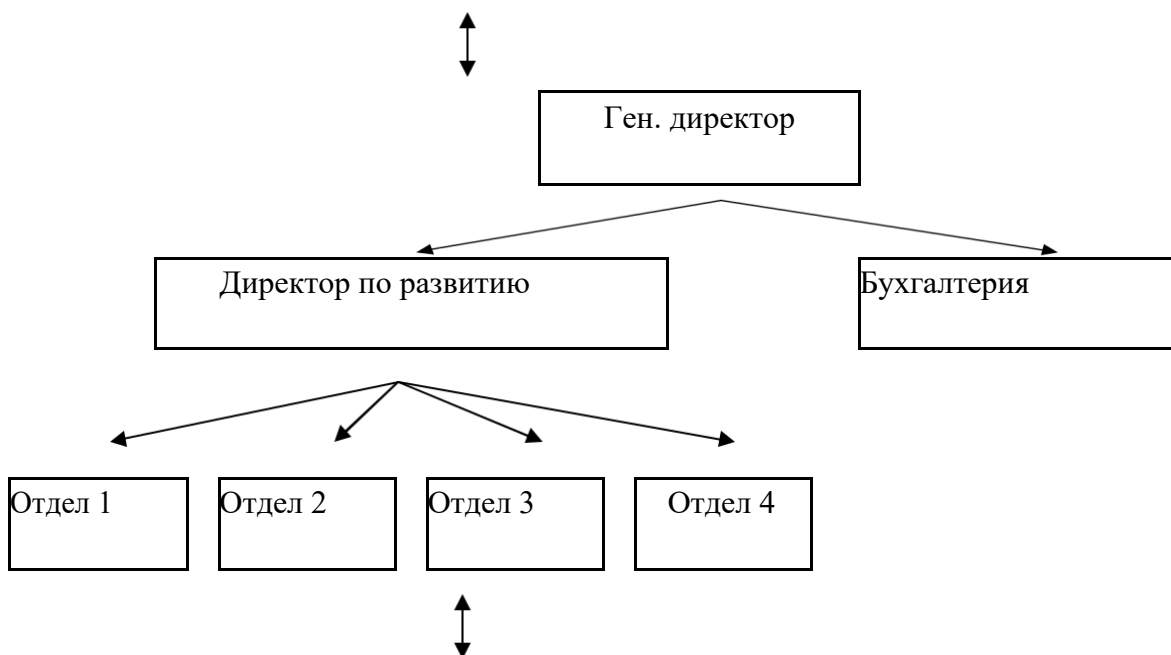 Ген. директор
Директор по развитию
Бухгалтерия
Отдел 1
Отдел 2
Отдел 3
Отдел 4